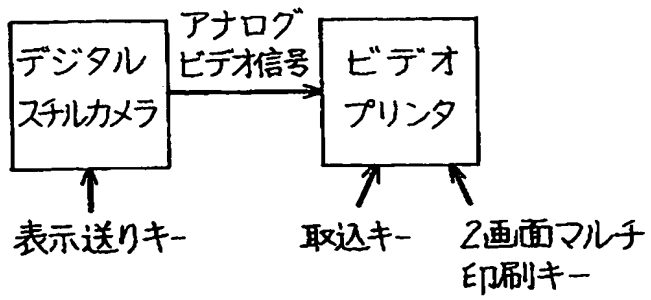 アナログ
ビデオ信号
デジタル
スチルカメラ
ビデオ
プリンタ
表示送りキー
取込キー
2画面マルチ
印刷キー